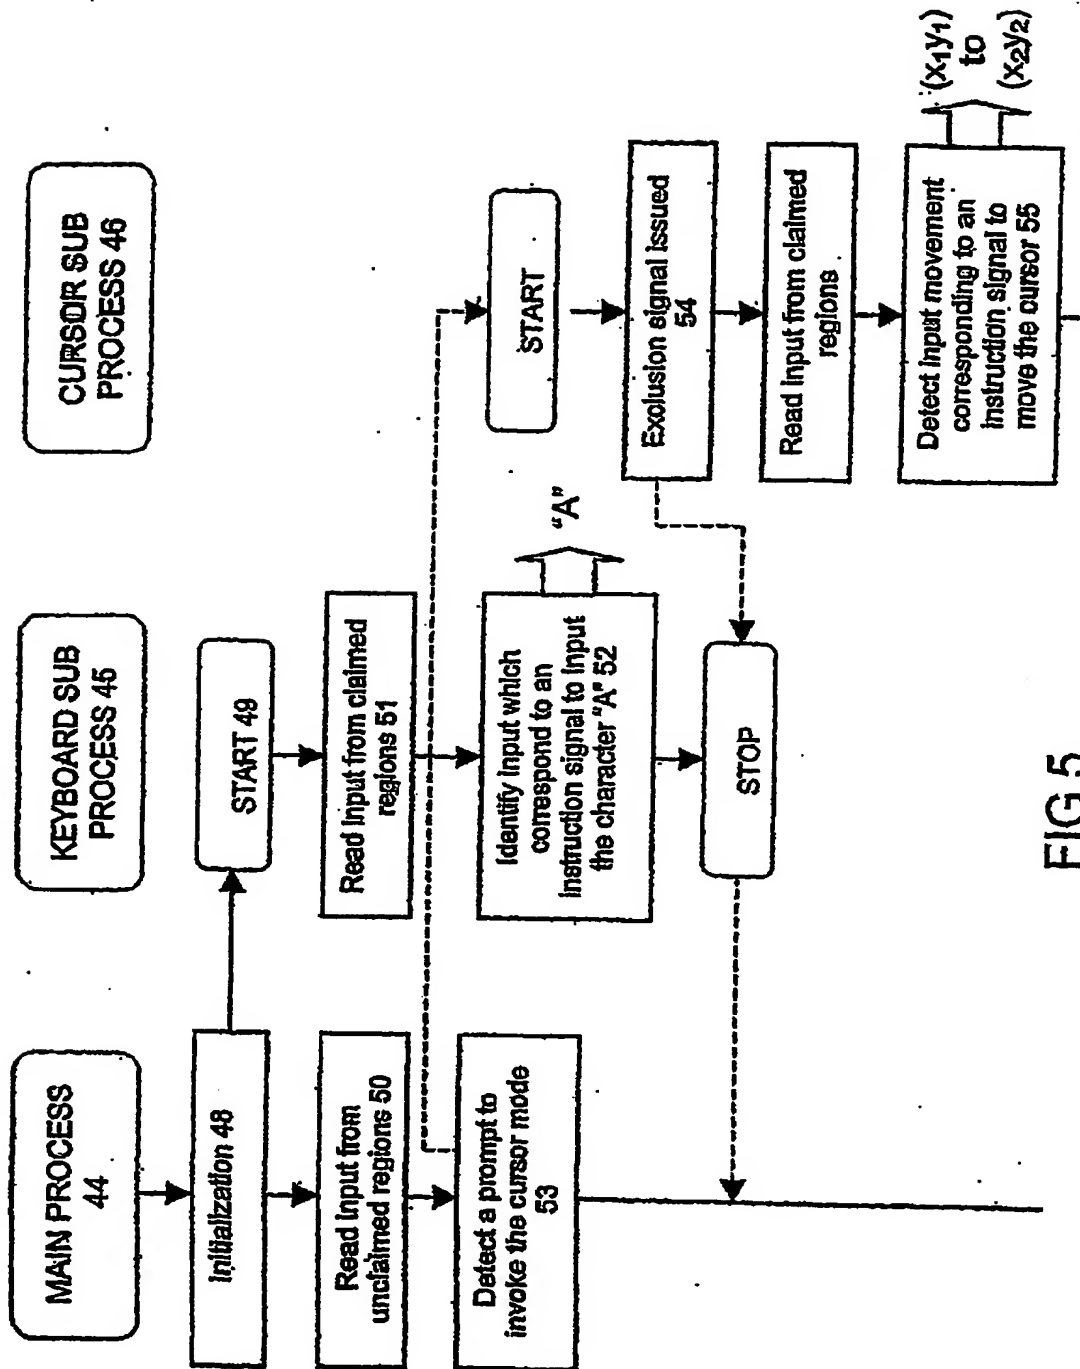 MAIN PROCESS
44
Initialization 48
Read Input from
unclaimed regions 50
Detect a prompt to
invoke the cursor mode
53
KEYBOARD SUB
PROCESS 45
START 49
Read Input from claimed
regions 51
Identify Input which
correspond to an
Instruction signal to Input
the character "A" 52
"A"
STOP
CURSOR SUB
PROCESS 46
START
Exclusion signal issued
54
Read Input from claimed
regions
Detect Input movement
corresponding to an
Instruction signal to
move the cursor 55
(x₁y₁)
to
(x₂y₂)
FIG 5